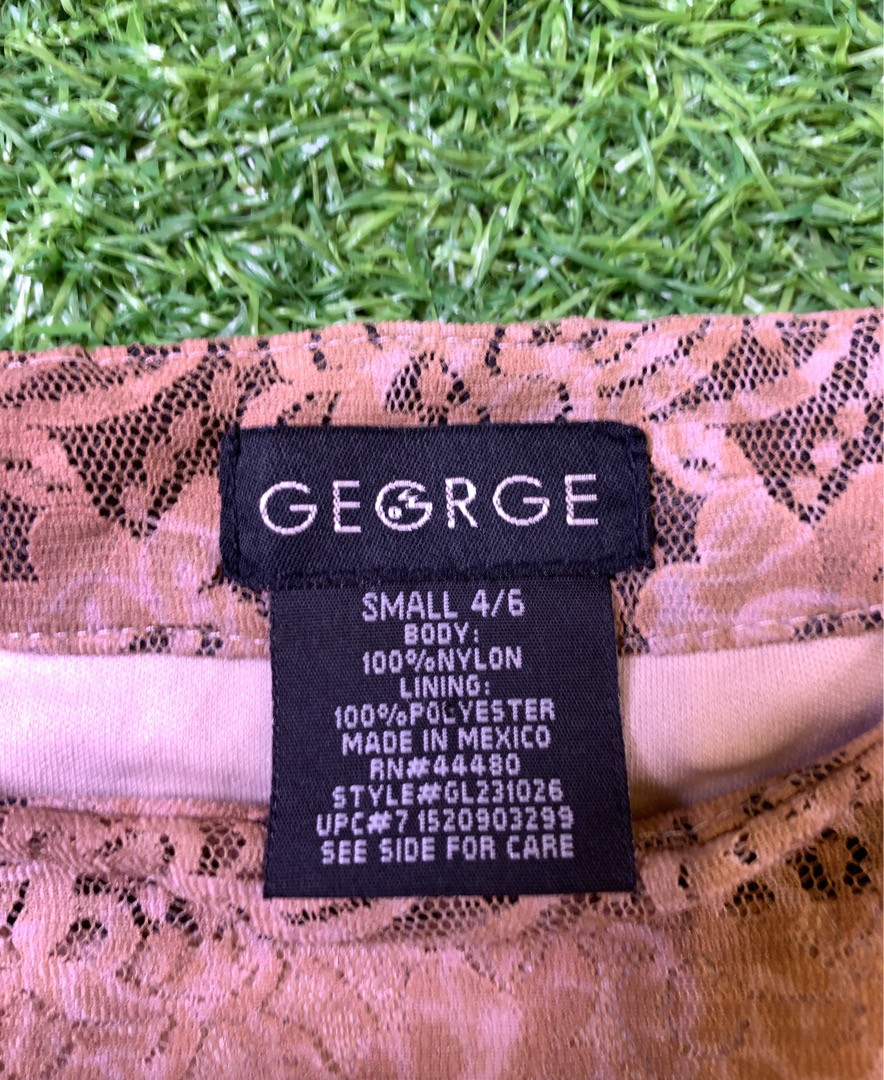 GEORGE
SMALL 4/6
BODY:
100%NYLON
LINING:
100%POLYESTER
MADE IN MEXICO
RN#44480
STYLE#GL231026
UPC#7 1520903299
SEE SIDE FOR CARE